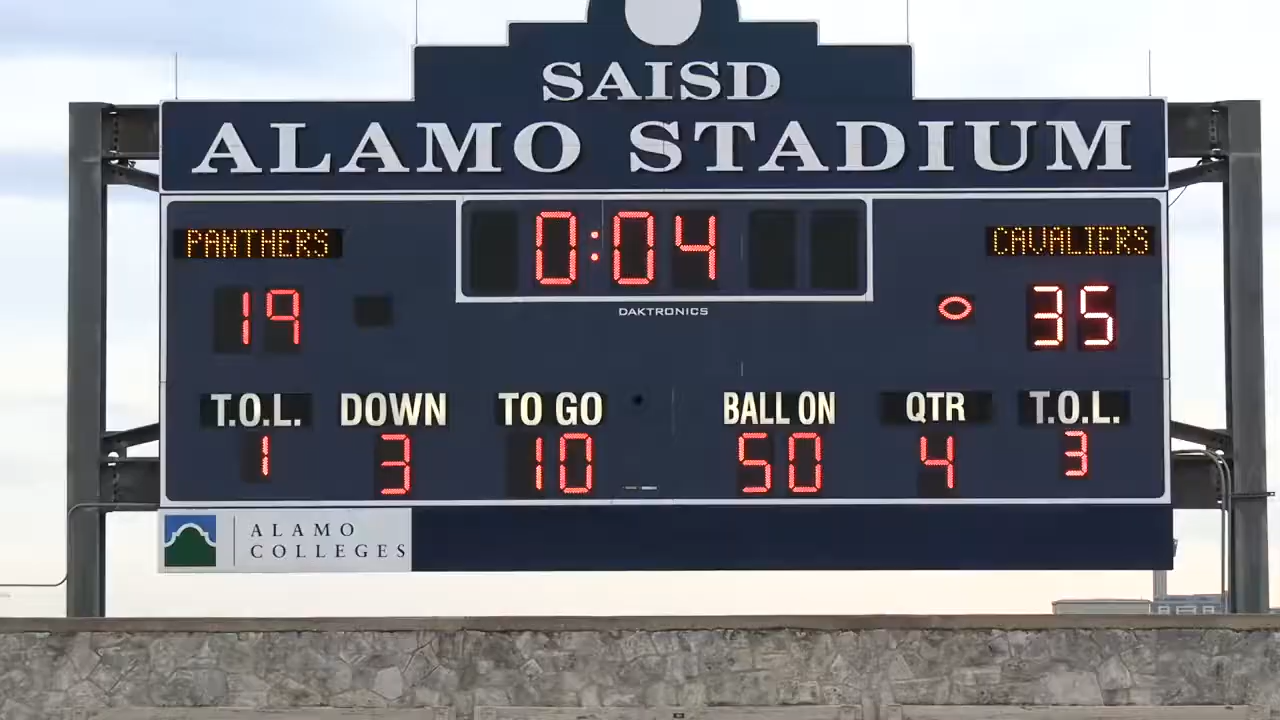 SAISD
ALAMO STADIUM
PANTHERS 0:04 CAVALIERS
19 35
DAKTRONICS
T.O.L. DOWN TO GO BALL ON QTR T.O.L.
1 3 10 50 4 3
ALAMO
COLLEGES